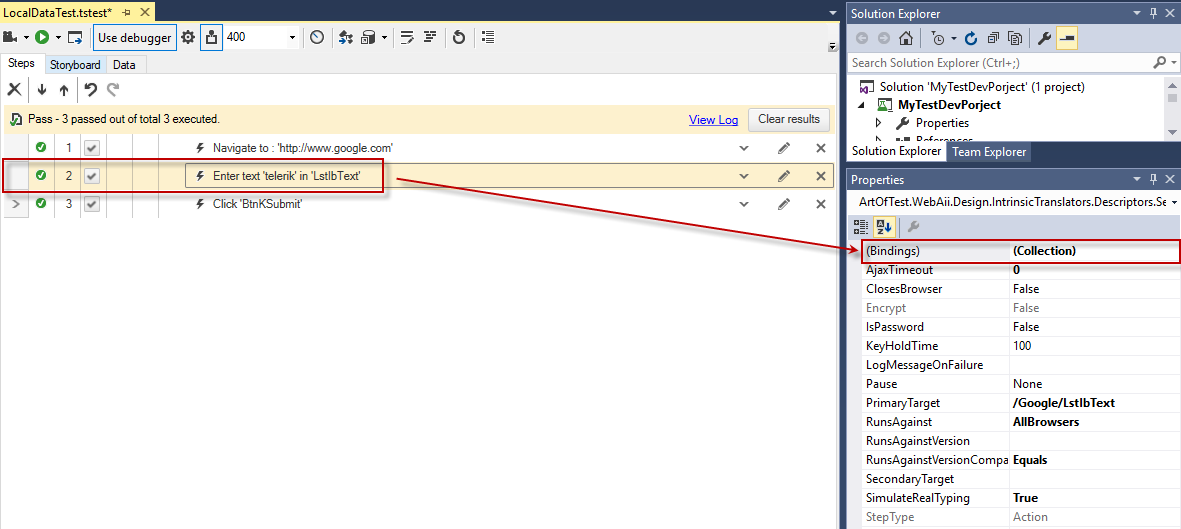 LocalDataTest.tstest*
Use debugger
400
Steps
Storyboard
Data
Pass - 3 passed out of total 3 executed.
View Log
Clear results
1 Navigate to : 'http://www.google.com'
2 Enter text 'telerik' in 'LstIbText'
3 Click 'BtnKSubmit'
Solution Explorer
Search Solution Explorer (Ctrl+;)
Solution 'MyTestDevPorject' (1 project)
MyTestDevPorject
Properties
References
Solution Explorer
Team Explorer
Properties
ArtOfTest.WebAii.Design.IntrinsicTranslators.Descriptors.Se
(Bindings) (Collection)
AjaxTimeout 0
ClosesBrowser False
Encrypt False
IsPassword False
KeyHoldTime 100
LogMessageOnFailure
Pause None
PrimaryTarget /Google/LstIbText
RunsAgainst AllBrowsers
RunsAgainstVersion
RunsAgainstVersionCompa Equals
SecondaryTarget
SimulateRealTyping True
StepType Action